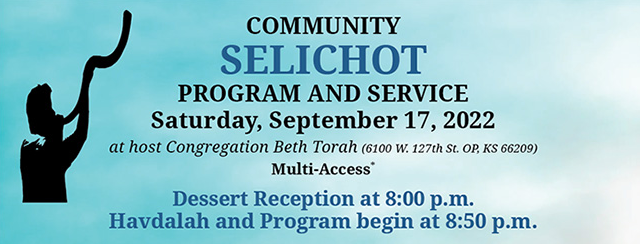 COMMUNITY
SELICHOT
PROGRAM AND SERVICE
Saturday, September 17, 2022
at host Congregation Beth Torah (6100 W. 127th St. OP, KS 66209)
Multi-Access*
Dessert Reception at 8:00 p.m.
Havdalah and Program begin at 8:50 p.m.